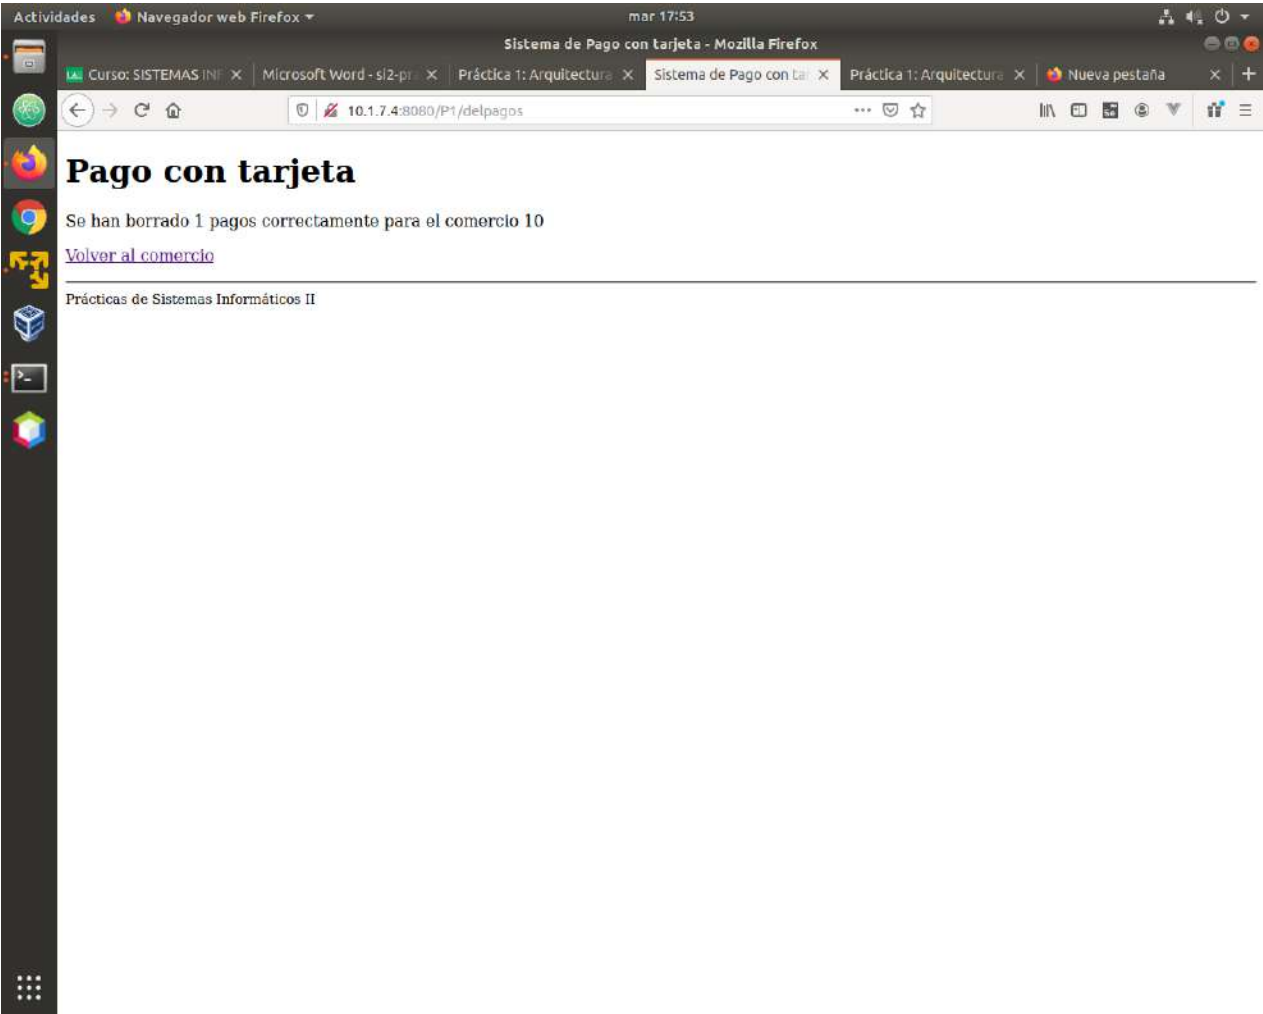 Actividades Navegador web Firefox mar 17:53
Sistema de Pago con tarjeta - Mozilla Firefox
Curso: SISTEMAS INF Microsoft Word - si2-pr Práctica 1: Arquitectura Sistema de Pago con tar Práctica 1: Arquitectura Nueva pestaña
10.1.7.4:8080/P1/delpagos
Pago con tarjeta
Se han borrado 1 pagos correctamente para el comercio 10
Volver al comercio
Prácticas de Sistemas Informáticos II